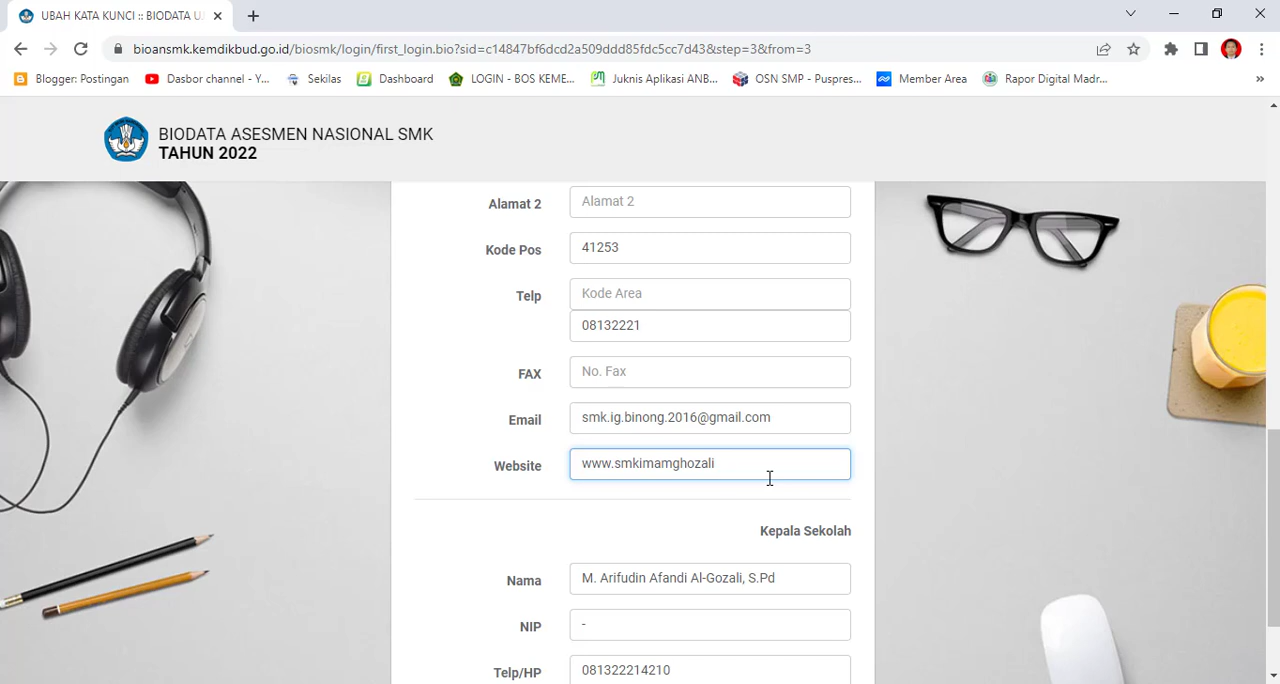 UBAH KATA KUNCI :: BIODATA U
bioansmk.kemdikbud.go.id/biosmk/login/first_login.bio?sid=c14847bf6dcd2a509ddd85fdc5cc7d43&step=3&from=3
Blogger: Postingan
Dasbor channel - Y...
Sekilas
Dashboard
LOGIN - BOS KEME...
Juknis Aplikasi ANB...
OSN SMP - Puspres...
Member Area
Rapor Digital Madr...
»
BIODATA ASESMEN NASIONAL SMK
TAHUN 2022
Alamat 2 Alamat 2
Kode Pos 41253
Telp Kode Area
08132221
FAX No. Fax
Email smk.ig.binong.2016@gmail.com
Website www.smkimamghozali
Kepala Sekolah
Nama M. Arifudin Afandi Al-Gozali, S.Pd
NIP -
Telp/HP 081322214210